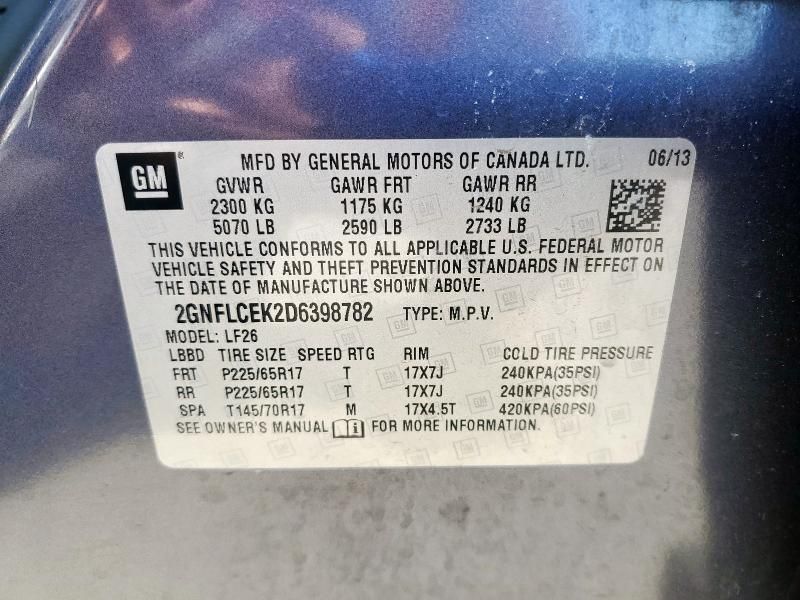 GM ® MFD BY GENERAL MOTORS OF CANADA LTD. 06/13
GVWR GAWR FRT GAWR RR
2300 KG 1175 KG 1240 KG
5070 LB 2590 LB 2733 LB
THIS VEHICLE CONFORMS TO ALL APPLICABLE U.S. FEDERAL MOTOR
VEHICLE SAFETY AND THEFT PREVENTION STANDARDS IN EFFECT ON
THE DATE OF MANUFACTURE SHOWN ABOVE.
2GNFLCEK2D6398782 TYPE: M.P.V.
MODEL: LF26
LBBD TIRE SIZE SPEED RTG RIM COLD TIRE PRESSURE
FRT P225/65R17 T 17X7J 240KPA(35PSI)
RR P225/65R17 T 17X7J 240KPA(35PSI)
SPA T145/70R17 M 17X4.5T 420KPA(60PSI)
SEE OWNER'S MANUAL FOR MORE INFORMATION.